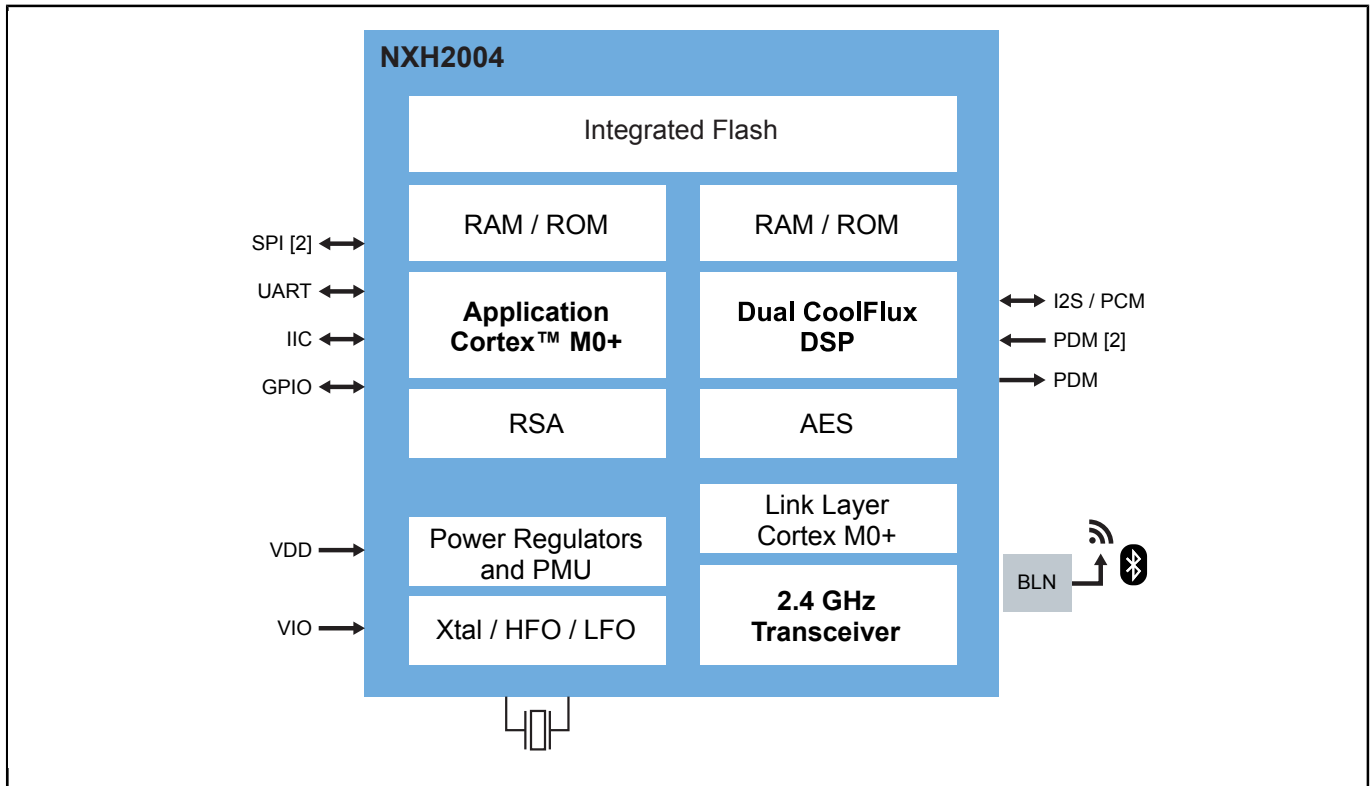 NXH2004
Integrated Flash
RAM / ROM
RAM / ROM
SPI [2]
UART
IIC
GPIO
Application
Cortex™ M0+
Dual CoolFlux
DSP
I2S / PCM
PDM [2]
PDM
RSA
AES
Link Layer
Cortex M0+
VDD
Power Regulators
and PMU
BLN
2.4 GHz
Transceiver
VIO
Xtal / HFO / LFO